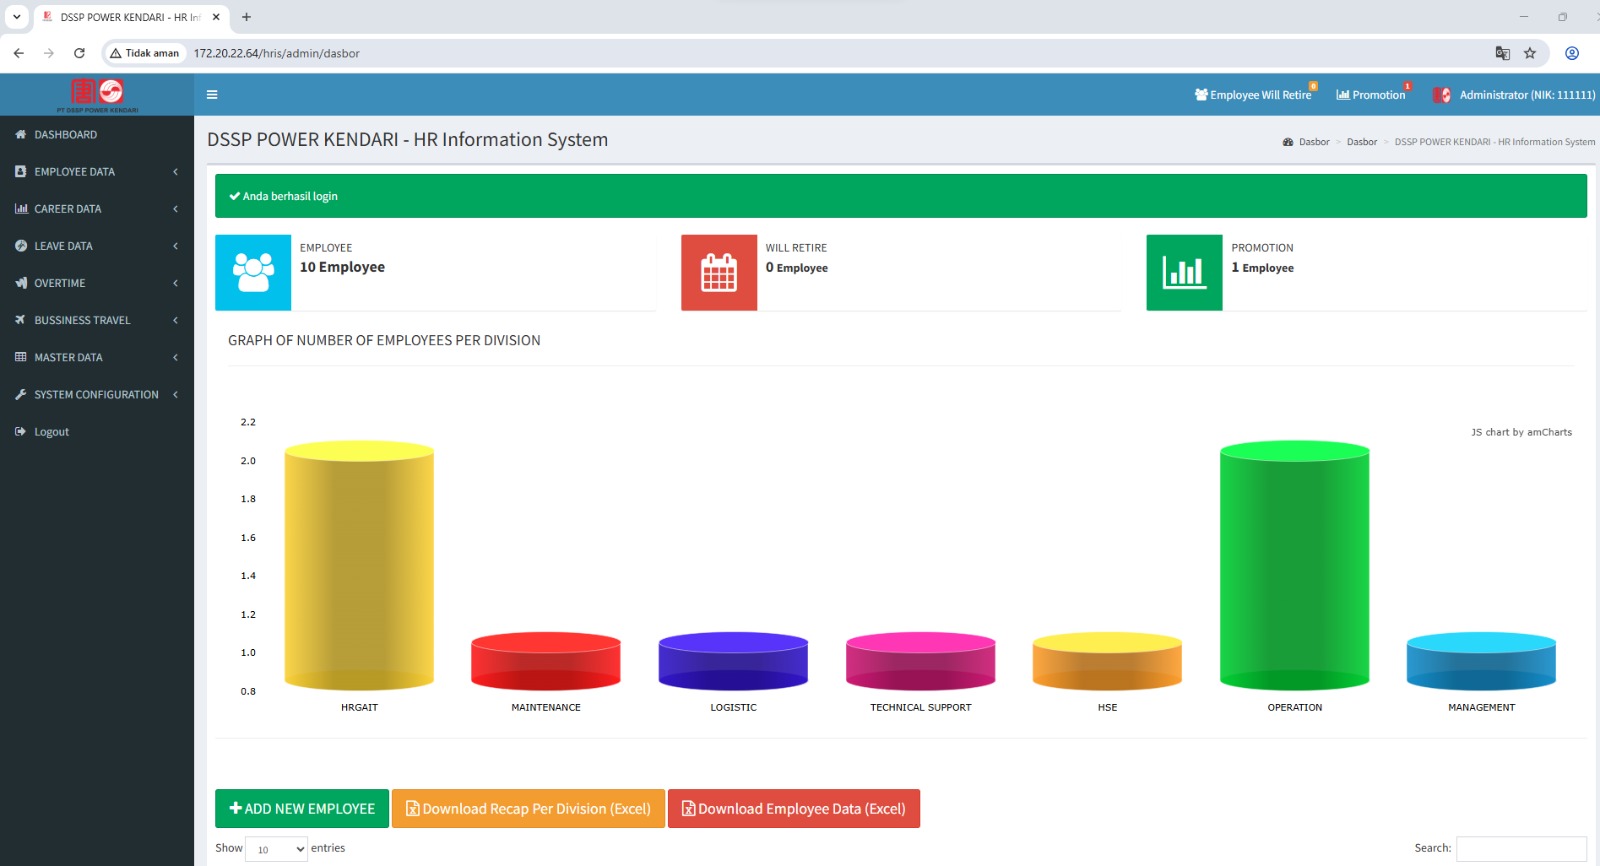 DSSP POWER KENDARI - HR Inf
Tidak aman 172.20.22.64/hris/admin/dasbor
PT DSSP POWER KENDARI
Employee Will Retire 0 Promotion 1 Administrator (NIK: 111111)
DASHBOARD
EMPLOYEE DATA
CAREER DATA
LEAVE DATA
OVERTIME
BUSSINESS TRAVEL
MASTER DATA
SYSTEM CONFIGURATION
Logout
DSSP POWER KENDARI - HR Information System
Dasbor > Dasbor > DSSP POWER KENDARI - HR Information System
Anda berhasil login
EMPLOYEE
10 Employee
WILL RETIRE
0 Employee
PROMOTION
1 Employee
GRAPH OF NUMBER OF EMPLOYEES PER DIVISION
JS chart by amCharts
2.2
2.0
1.8
1.6
1.4
1.2
1.0
0.8
HRGAIT MAINTENANCE LOGISTIC TECHNICAL SUPPORT HSE OPERATION MANAGEMENT
ADD NEW EMPLOYEE Download Recap Per Division (Excel) Download Employee Data (Excel)
Show 10 entries Search: